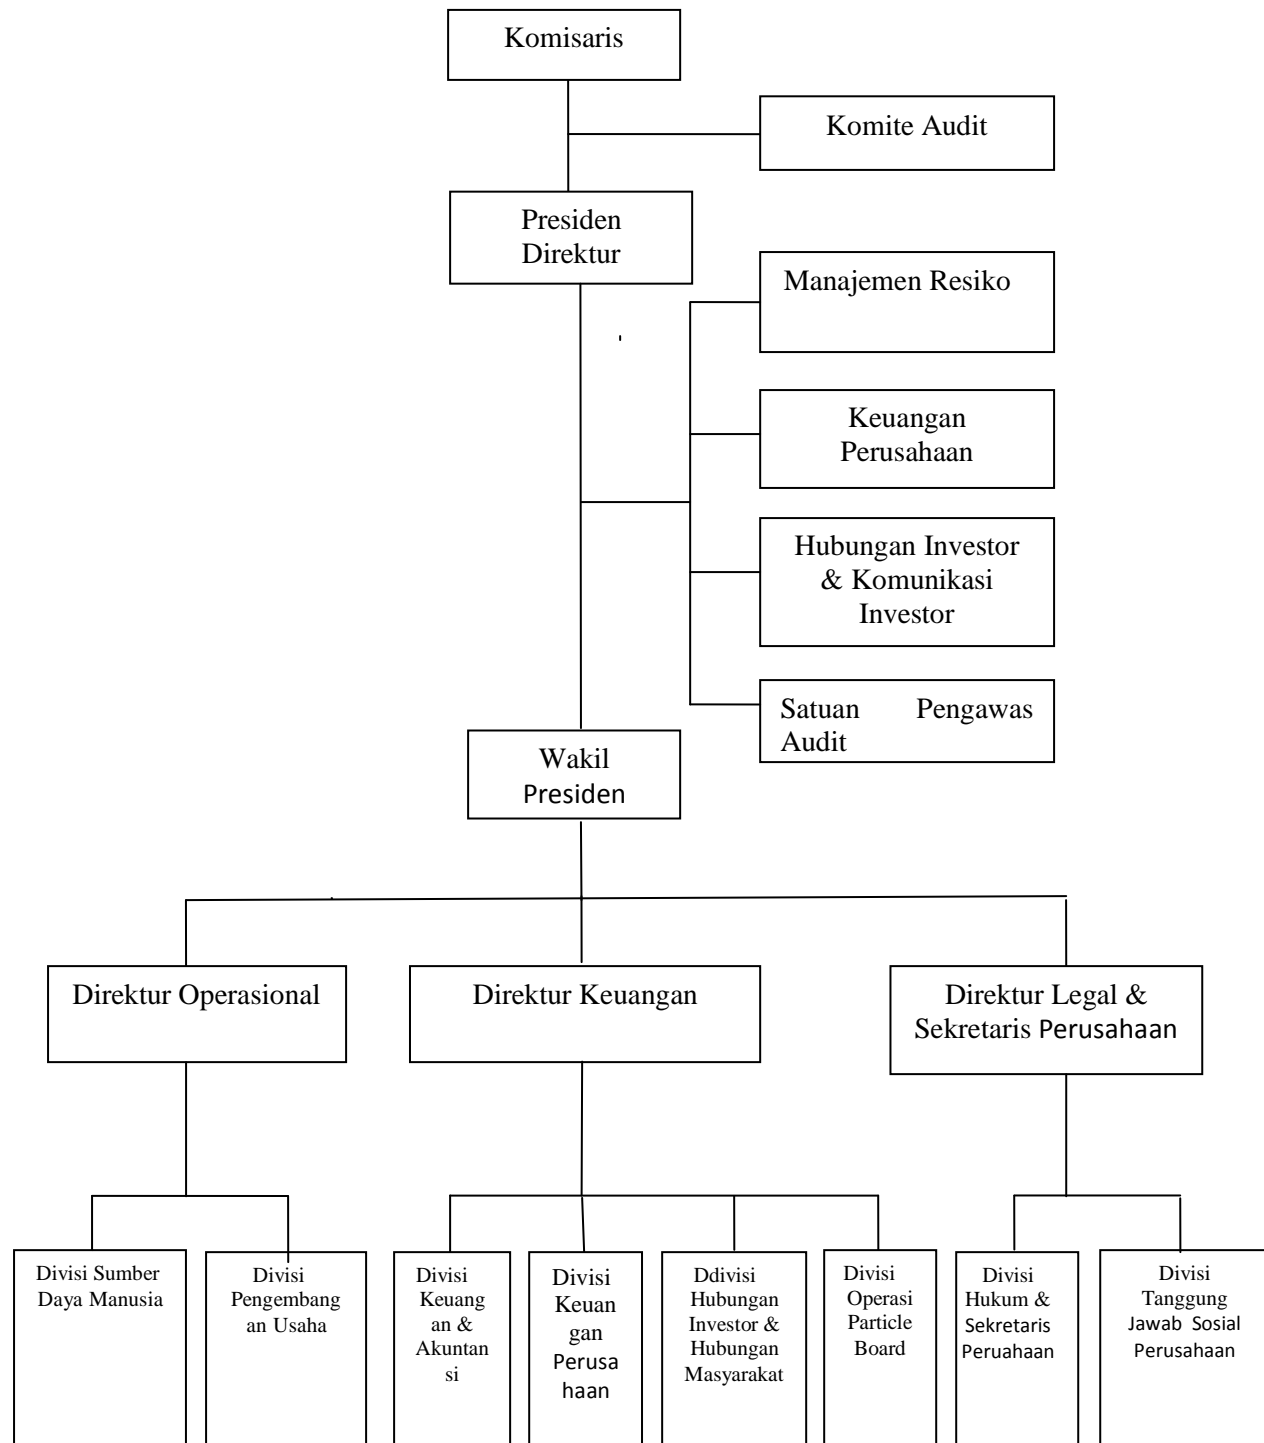 Komisaris
Komite Audit
Presiden
Direktur
Manajemen Resiko
Keuangan
Perusahaan
Hubungan Investor
& Komunikasi
Investor
Satuan Pengawas
Audit
Wakil
Presiden
Direktur Operasional
Direktur Keuangan
Direktur Legal &
Sekretaris Perusahaan
Divisi Sumber
Daya Manusia
Divisi
Pengembang
an Usaha
Divisi
Keuang
an &
Akuntan
si
Divisi
Keuan
gan
Perusa
haan
Ddivisi
Hubungan
Investor &
Hubungan
Masyarakat
Divisi
Operasi
Particle
Board
Divisi
Hukum &
Sekretaris
Peruahaan
Divisi
Tanggung
Jawab Sosial
Perusahaan